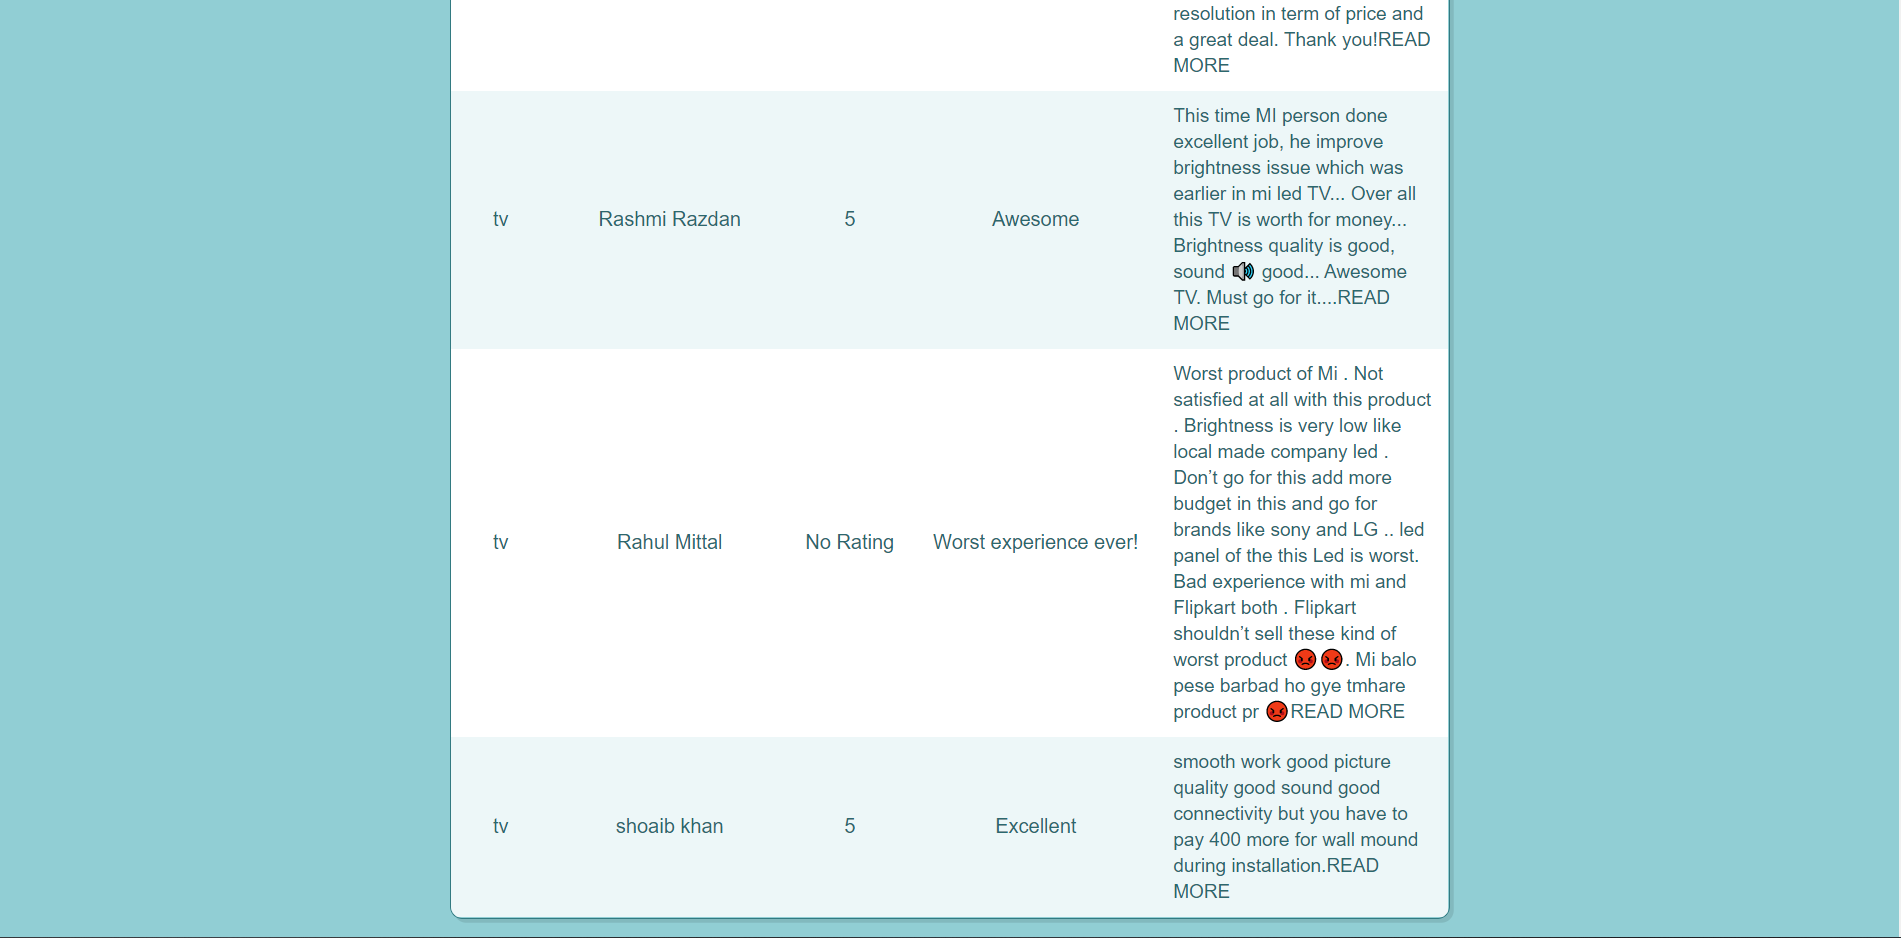 resolution in term of price and
a great deal. Thank you!READ
MORE
tv
Rashmi Razdan
5
Awesome
This time MI person done
excellent job, he improve
brightness issue which was
earlier in mi led TV... Over all
this TV is worth for money...
Brightness quality is good,
sound 🔊 good... Awesome
TV. Must go for it....READ
MORE
tv
Rahul Mittal
No Rating
Worst experience ever!
Worst product of Mi . Not
satisfied at all with this product
. Brightness is very low like
local made company led .
Don’t go for this add more
budget in this and go for
brands like sony and LG .. led
panel of the this Led is worst.
Bad experience with mi and
Flipkart both . Flipkart
shouldn’t sell these kind of
worst product 😡😡. Mi balo
pese barbad ho gye tmhare
product pr 😡READ MORE
tv
shoaib khan
5
Excellent
smooth work good picture
quality good sound good
connectivity but you have to
pay 400 more for wall mound
during installation.READ
MORE